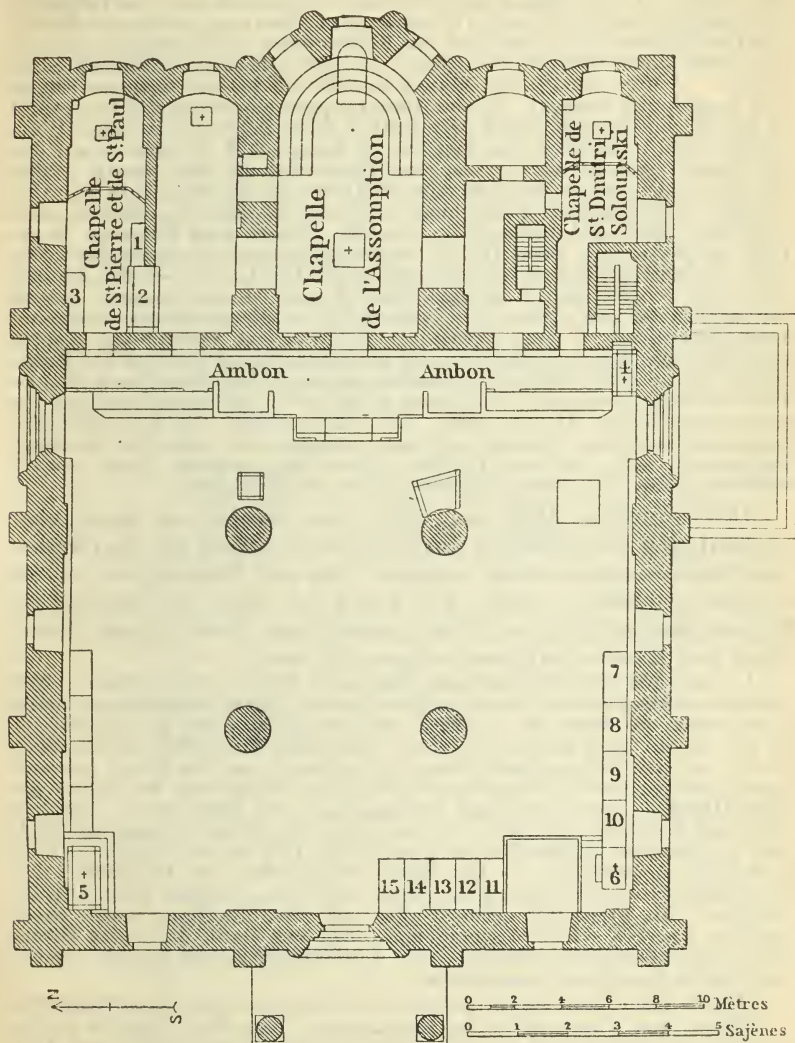 Chapelle
de St Pierre et de St Paul
Chapelle
de l'Assomption
Chapelle de
St Dmitri
Solounski
1
2
3
Ambon
Ambon
4
7
8
9
10
6
5
15 14 13 12 11
N
S
0 2 4 6 8 10 Mètres
0 1 2 3 4 5 Sajènes